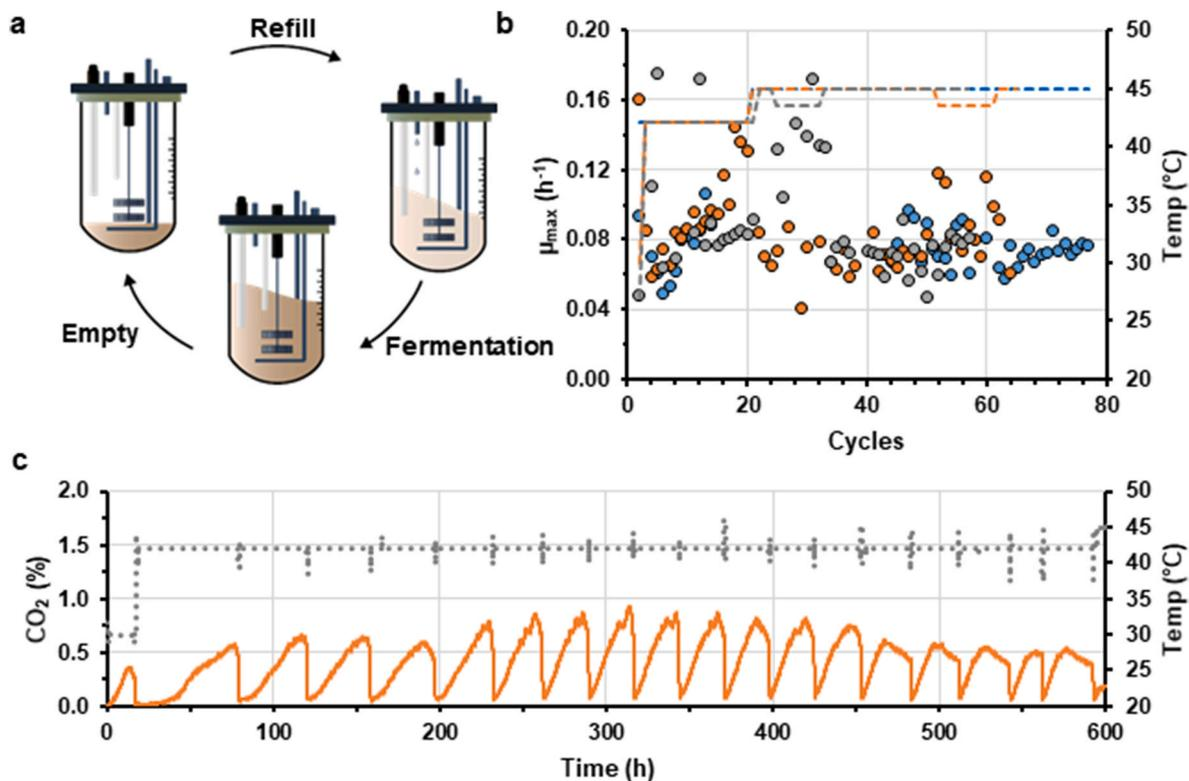 a
Refill
Empty
Fermentation
b
0.20
0.16
0.12
0.08
0.04
0.00
μmax (h-1)
50
45
40
35
30
25
20
Temp (°C)
0 20 40 60 80
Cycles
c
2.0
1.5
1.0
0.5
0.0
CO2 (%)
50
45
40
35
30
25
20
Temp (°C)
0 100 200 300 400 500 600
Time (h)